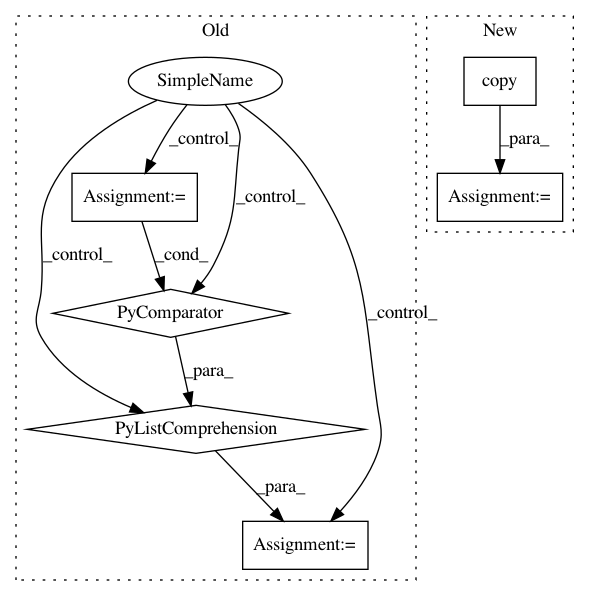 Old
New
SimpleName
copy
_control_
_para_
Assignment:=
Assignment:=
_control_
_control_
_cond_
_control_
PyComparator
_para_
PyListComprehension
_para_
Assignment:=